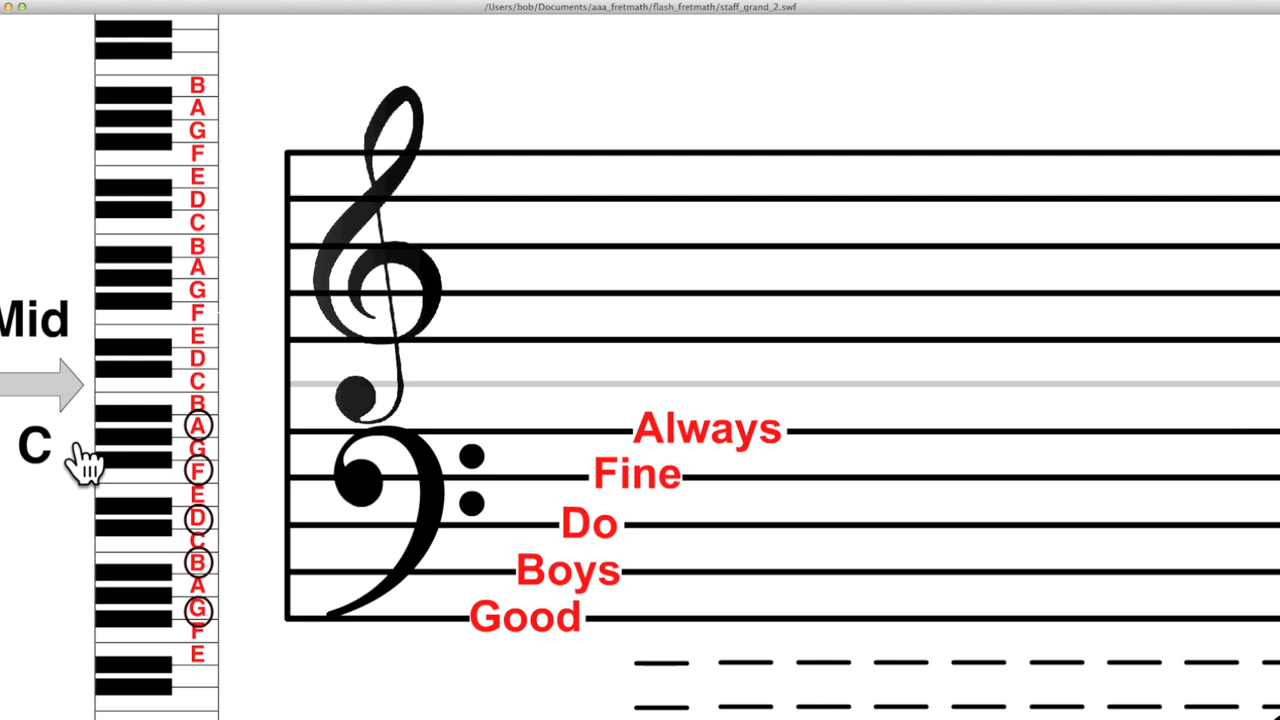 /Users/bob/Documents/aaa_fretmath/flash_fretmath/staff_grand_2.swf
B
A
G
F
E
D
C
B
A
G
F
E
D
C
B
A
G
F
E
D
C
B
A
G
F
E
Mid
C
Always
Fine
Do
Boys
Good